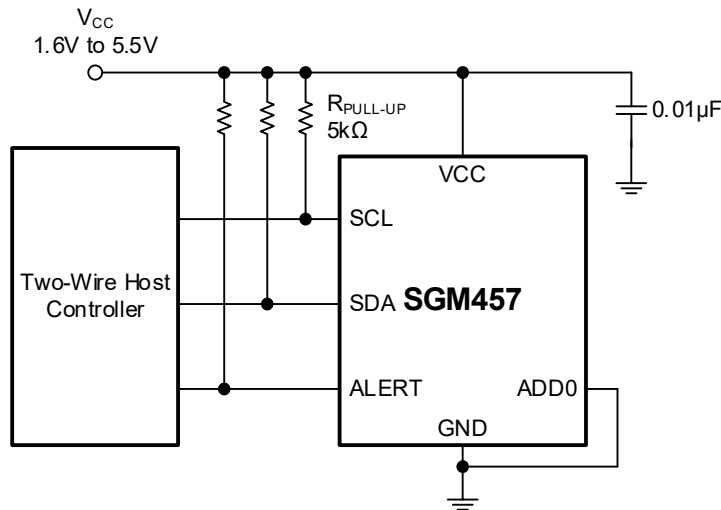 VCC
1.6V to 5.5V
RPULL-UP
5kΩ
0.01µF
VCC
SCL
Two-Wire Host
Controller
SDA
SGM457
ALERT
ADD0
GND